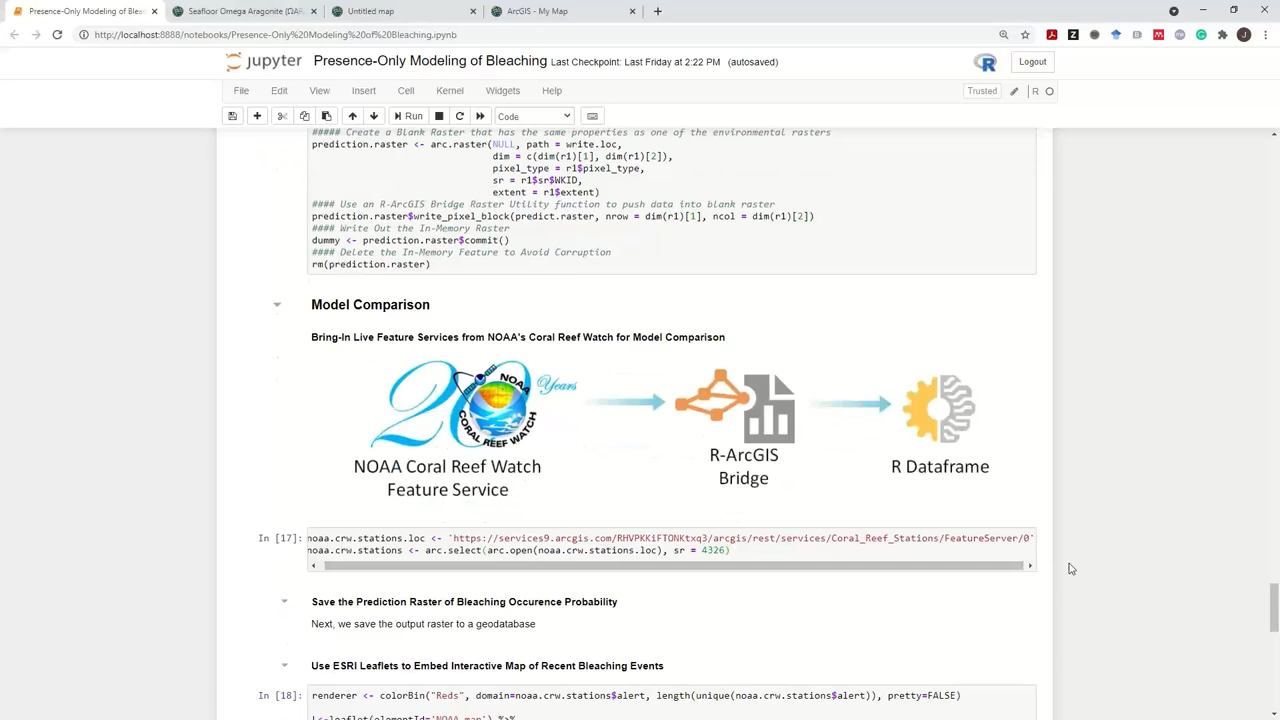 Presence-Only Modeling of Bleaching
Seafloor Omega Aragonite (ΩAR
Untitled map
ArcGIS - My Map
http://localhost:8888/notebooks/Presence-Only%20Modeling%20of%20Bleaching.ipynb
jupyter Presence-Only Modeling of Bleaching Last Checkpoint: Last Friday at 2:22 PM (autosaved)
R
Logout
File Edit View Insert Cell Kernel Widgets Help
Trusted
R
Run
Code
##### Create a Blank Raster that has the same properties as one of the environmental rasters
prediction.raster <- arc.raster(NULL, path = write.loc,
dim = c(dim(r1)[1], dim(r1)[2]),
pixel_type = r1$pixel_type,
sr = r1$sr$WKID,
extent = r1$extent)
#### Use an R-ArcGIS Bridge Raster Utility function to push data into blank raster
prediction.raster$write_pixel_block(predict.raster, nrow = dim(r1)[1], ncol = dim(r1)[2])
#### Write Out the In-Memory Raster
dummy <- prediction.raster$commit()
#### Delete the In-Memory Feature to Avoid Corruption
rm(prediction.raster)
Model Comparison
Bring-In Live Feature Services from NOAA's Coral Reef Watch for Model Comparison
20 Years
NOAA
CORAL REEF WATCH
NOAA Coral Reef Watch
Feature Service
R-ArcGIS
Bridge
R Dataframe
In [17]:
noaa.crw.stations.loc <- 'https://services9.arcgis.com/RHVPKKiFTONKtxq3/arcgis/rest/services/Coral_Reef_Stations/FeatureServer/0'
noaa.crw.stations <- arc.select(arc.open(noaa.crw.stations.loc), sr = 4326)
Save the Prediction Raster of Bleaching Occurence Probability
Next, we save the output raster to a geodatabase
Use ESRI Leaflets to Embed Interactive Map of Recent Bleaching Events
In [18]:
renderer <- colorBin("Reds", domain=noaa.crw.stations$alert, length(unique(noaa.crw.stations$alert)), pretty=FALSE)
l<-leaflet(elementId='NOAA_map') %>%